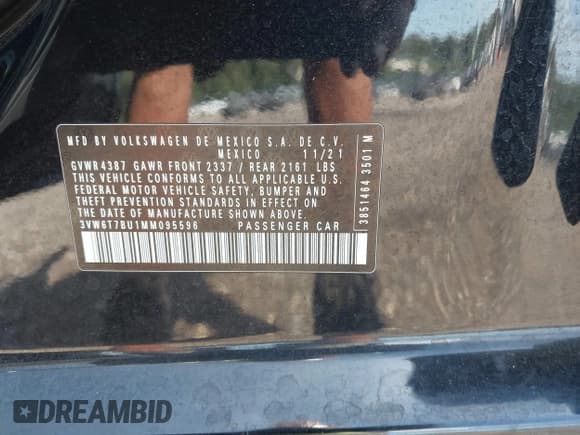 MFD BY VOLKSWAGEN DE MEXICO S.A. DE C.V.
MEXICO 11/21
GVWR4387 GAWR FRONT 2337 / REAR 2161 LBS
THIS VEHICLE CONFORMS TO ALL APPLICABLE U.S.
FEDERAL MOTOR VEHICLE SAFETY, BUMPER AND
THEFT PREVENTION STANDARDS IN EFFECT ON
THE DATE OF MANUFACTURE SHOWN ABOVE.
3VW6T7BU1MM095596 PASSENGER CAR
3851464 3501 M
DREAMBID